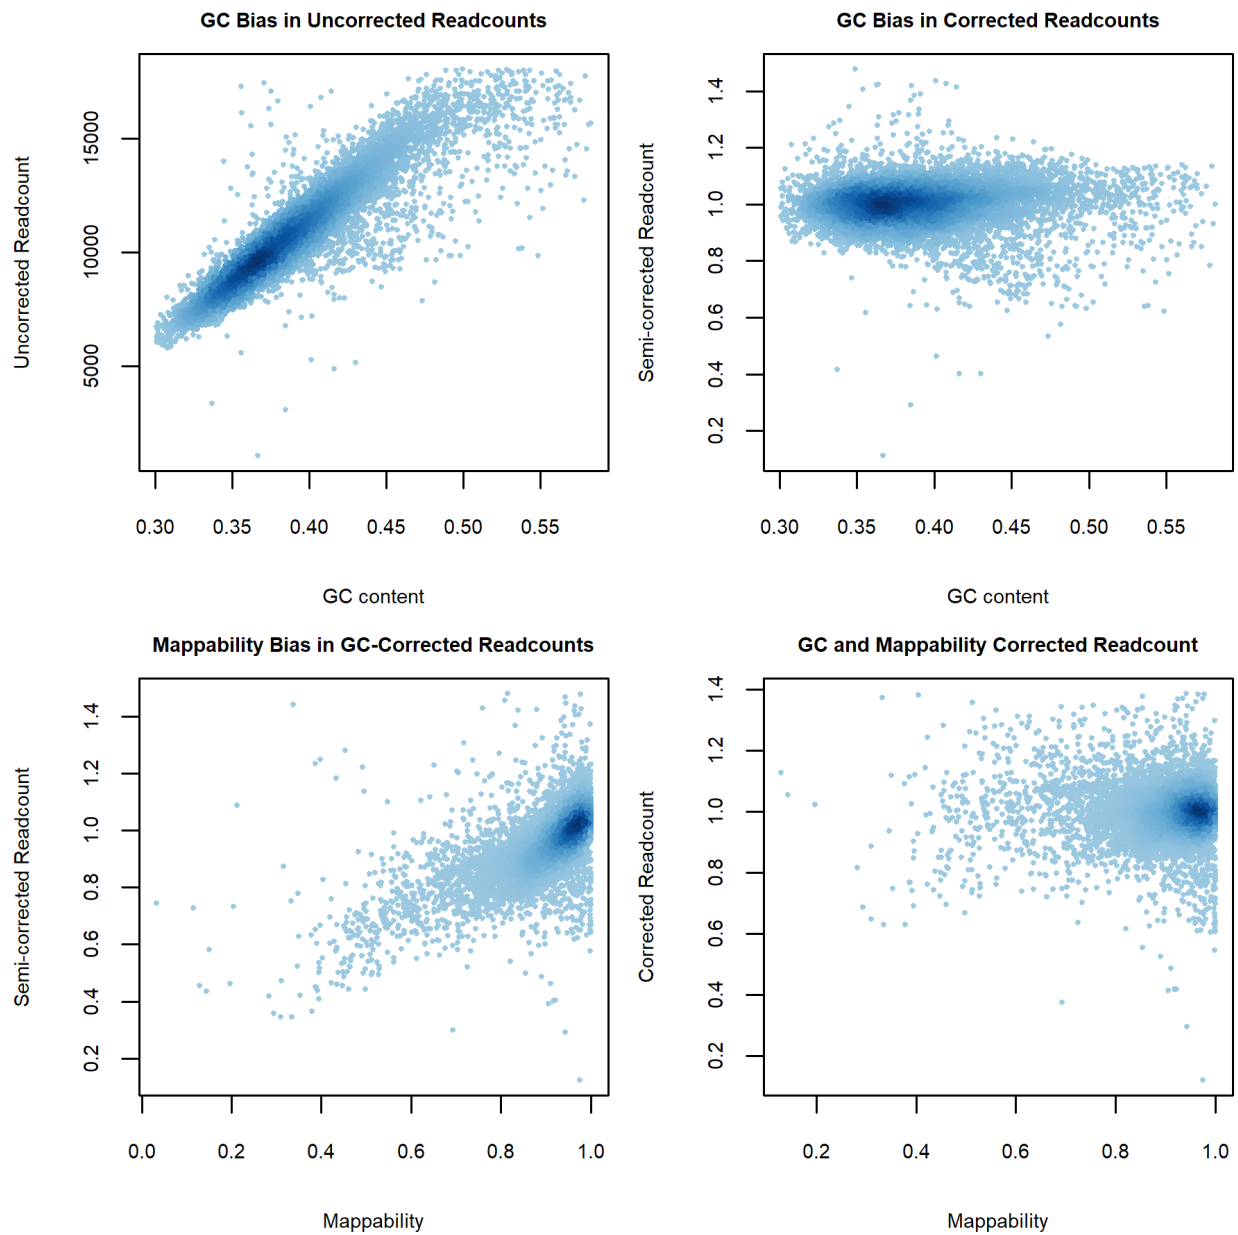 GC Bias in Uncorrected Readcounts
Uncorrected Readcount
15000
10000
5000
0.30 0.35 0.40 0.45 0.50 0.55
GC content
GC Bias in Corrected Readcounts
Semi-corrected Readcount
1.4
1.2
1.0
0.8
0.6
0.4
0.2
0.30 0.35 0.40 0.45 0.50 0.55
GC content
Mappability Bias in GC-Corrected Readcounts
Semi-corrected Readcount
1.4
1.2
1.0
0.8
0.6
0.4
0.2
0.0 0.2 0.4 0.6 0.8 1.0
Mappability
GC and Mappability Corrected Readcount
Corrected Readcount
1.4
1.2
1.0
0.8
0.6
0.4
0.2
0.2 0.4 0.6 0.8 1.0
Mappability